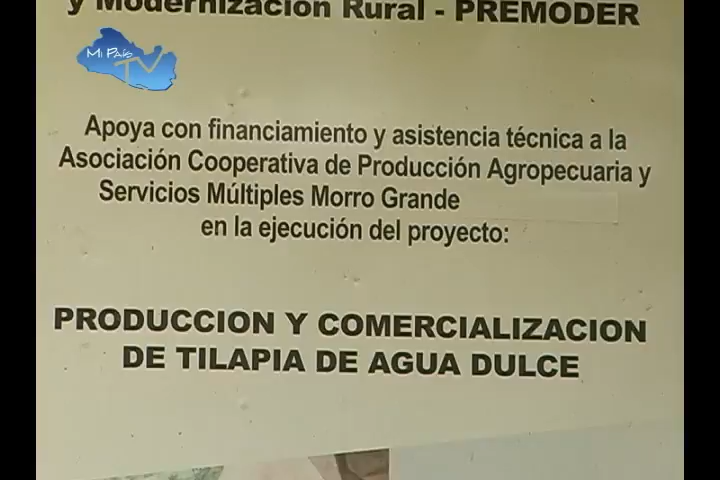 y Modernización Rural - PREMODER
Mi País
TV
Apoya con financiamiento y asistencia técnica a la
Asociación Cooperativa de Producción Agropecuaria y
Servicios Múltiples Morro Grande
en la ejecución del proyecto:
PRODUCCION Y COMERCIALIZACION
DE TILAPIA DE AGUA DULCE